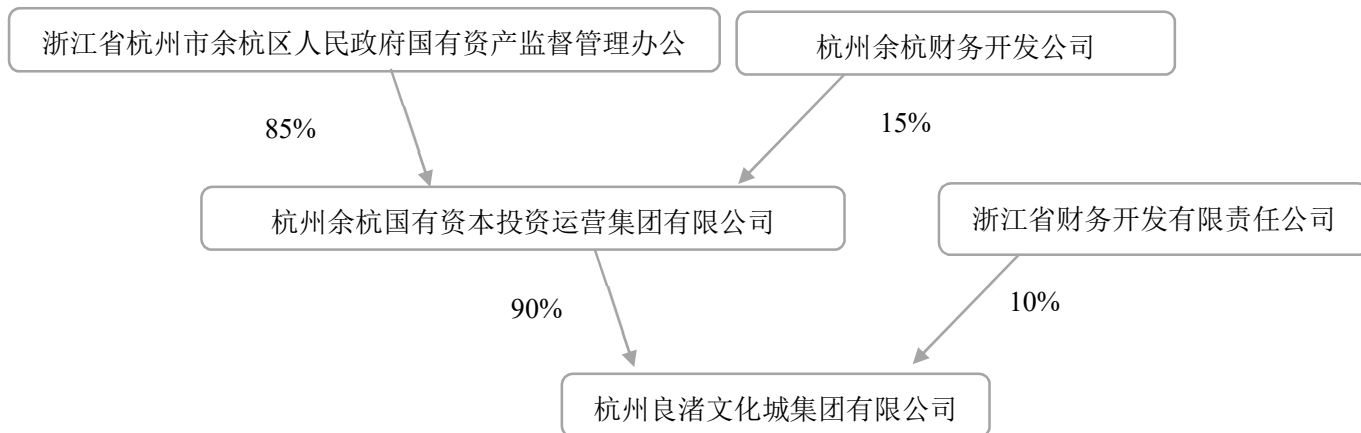 浙江省杭州市余杭区人民政府国有资产监督管理办公
杭州余杭财务开发公司
85%
15%
杭州余杭国有资本投资运营集团有限公司
浙江省财务开发有限责任公司
90%
10%
杭州良渚文化城集团有限公司